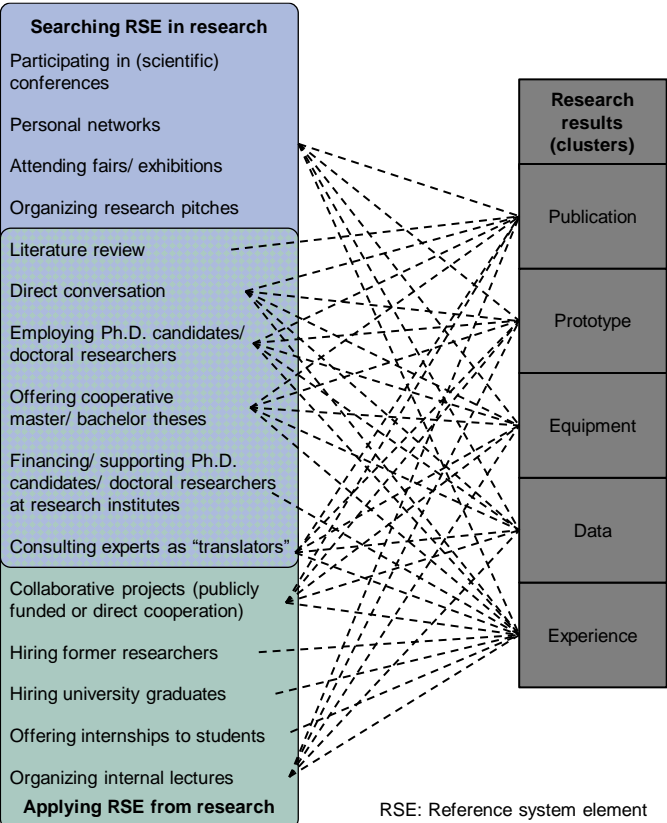 Searching RSE in research
Participating in (scientific)
conferences
Personal networks
Attending fairs/ exhibitions
Organizing research pitches
Literature review
Direct conversation
Employing Ph.D. candidates/
doctoral researchers
Offering cooperative
master/ bachelor theses
Financing/ supporting Ph.D.
candidates/ doctoral researchers
at research institutes
Consulting experts as “translators”
Collaborative projects (publicly
funded or direct cooperation)
Hiring former researchers
Hiring university graduates
Offering internships to students
Organizing internal lectures
Applying RSE from research
Research
results
(clusters)
Publication
Prototype
Equipment
Data
Experience
RSE: Reference system element